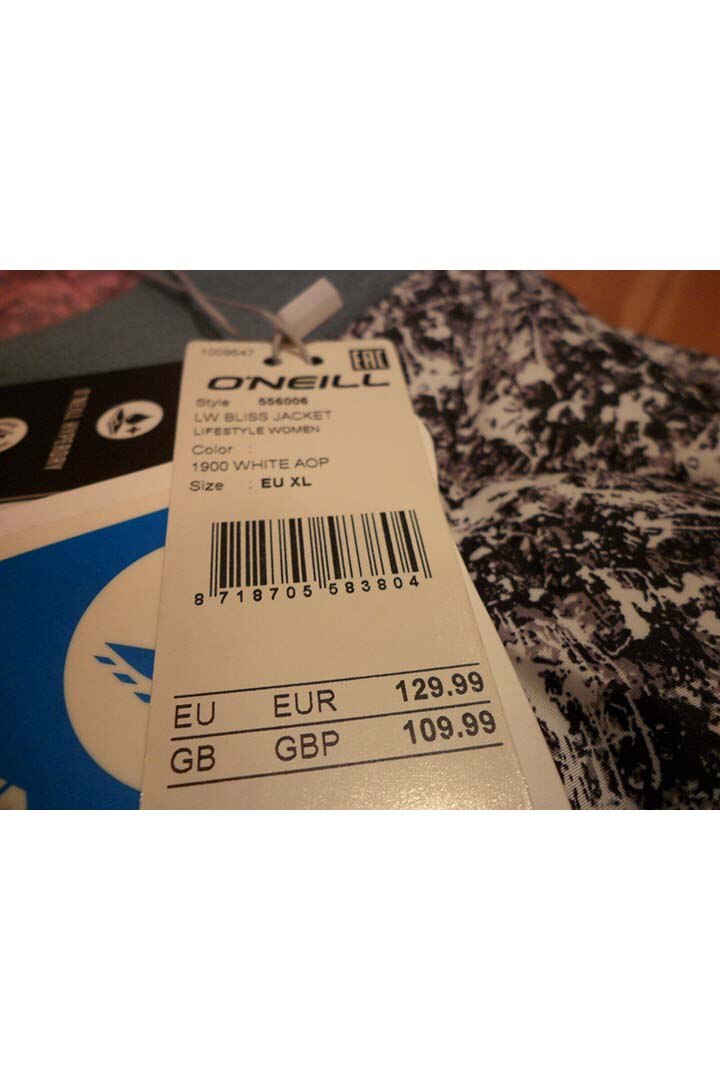 1009547
EAC
O'NEILL
Style 556006
LW BLISS JACKET
LIFESTYLE WOMEN
Color :
1900 WHITE AOP
Size : EU XL
8 718705 583804
EU EUR 129.99
GB GBP 109.99